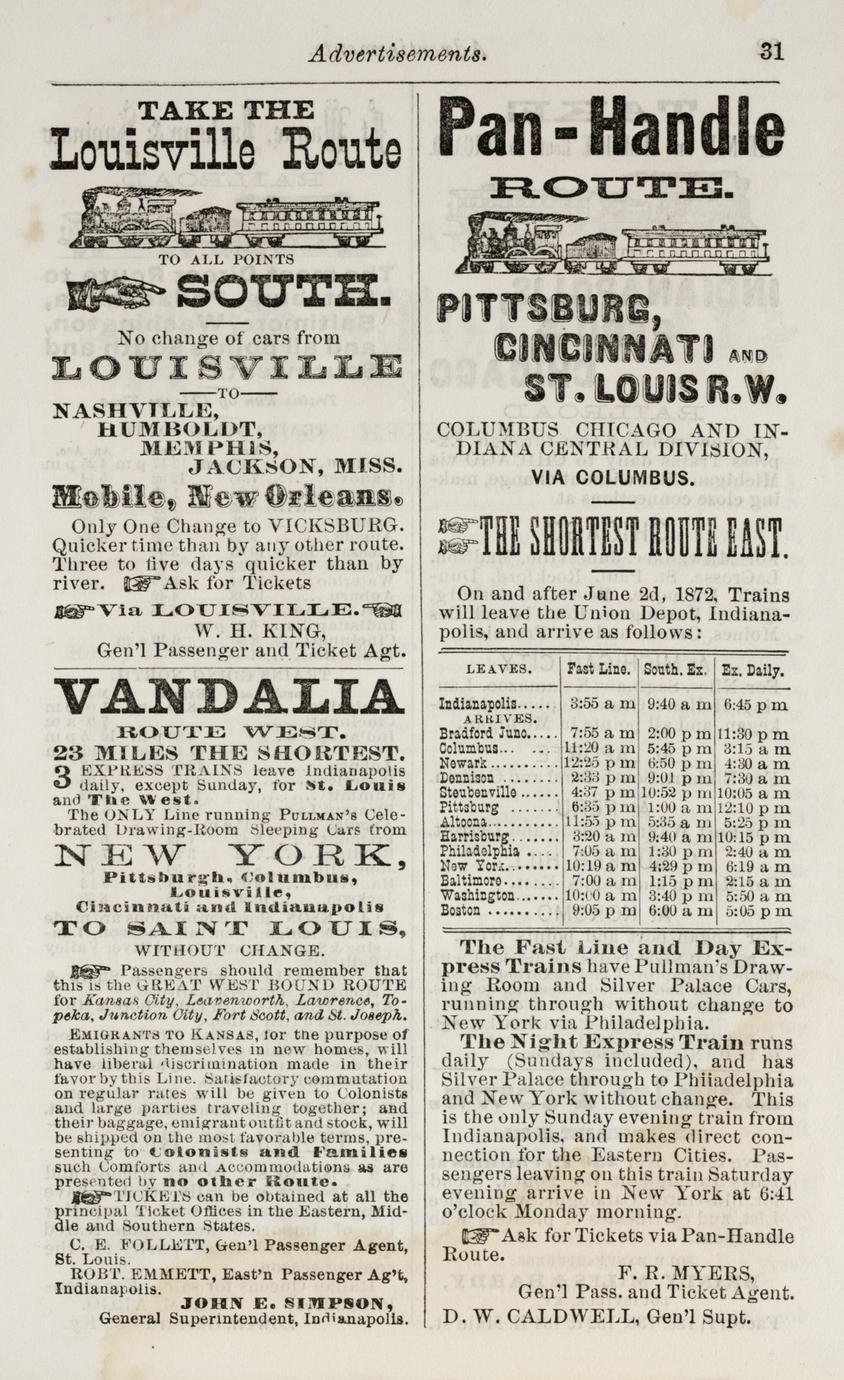 Advertisements.
31
TAKE THE
Louisville Route
TO ALL POINTS
SOUTH.
No change of cars from
LOUISVILLE
TO
NASHVILLE,
HUMBOLDT,
MEMPHIS,
JACKSON, MISS.
Mobile, New Orleans.
Only One Change to VICKSBURG.
Quicker time than by any other route.
Three to five days quicker than by
river. Ask for Tickets
Via LOUISVILLE.
W. H. KING,
Gen'l Passenger and Ticket Agt.
VANDALIA
ROUTE WEST.
23 MILES THE SHORTEST.
3 EXPRESS TRAINS leave Indianapolis
daily, except Sunday, for St. Louis
and The West.
The ONLY Line running PULLMAN'S Cele-
brated Drawing-Room Sleeping Cars from
NEW YORK,
Pittsburgh, Columbus,
Louisville,
Cincinnati and Indianapolis
TO SAINT LOUIS,
WITHOUT CHANGE.
Passengers should remember that
this is the GREAT WEST BOUND ROUTE
for Kansas City, Leavenworth, Lawrence, To-
peka, Junction City, Fort Scott, and St. Joseph.
EMIGRANTS TO KANSAS, for the purpose of
establishing themselves in new homes, will
have liberal discrimination made in their
favor by this Line. Satisfactory commutation
on regular rates will be given to Colonists
and large parties traveling together; and
their baggage, emigrant outfit and stock, will
be shipped on the most favorable terms, pre-
senting to Colonists and Families
such Comforts and Accommodations as are
presented by no other Route.
TICKETS can be obtained at all the
principal Ticket Offices in the Eastern, Mid-
dle and Southern States.
C. E. FOLLETT, Gen'l Passenger Agent,
St. Louis.
ROBT. EMMETT, East'n Passenger Ag't,
Indianapolis.
JOHN E. SIMPSON,
General Superintendent, Indianapolis.
Pan-Handle
ROUTE.
PITTSBURG,
CINCINNATI AND
ST. LOUIS R.W.
COLUMBUS CHICAGO AND IN-
DIANA CENTRAL DIVISION,
VIA COLUMBUS.
THE SHORTEST ROUTE EAST.
On and after June 2d, 1872, Trains
will leave the Union Depot, Indiana-
polis, and arrive as follows:
LEAVES. Fast Line. South. Ex. Ex. Daily.
Indianapolis..... 3:55 a m 9:40 a m 6:45 p m
ARRIVES.
Bradford Junc..... 7:55 a m 2:00 p m 11:30 p m
Columbus... ... 11:20 a m 5:45 p m 3:15 a m
Newark.......... 12:25 p m 6:50 p m 4:30 a m
Dennison ........ 2:33 p m 9:01 p m 7:30 a m
Steubenville ...... 4:37 p m 10:52 p m 10:05 a m
Pittsburg ....... 6:35 p m 1:00 a m 12:10 p m
Altoona.......... 11:55 p m 5:35 a m 5:25 p m
Harrisburg....... 3:20 a m 9:40 a m 10:15 p m
Philadelphia .... 7:05 a m 1:30 p m 2:40 a m
New York........ 10:19 a m 4:29 p m 6:19 a m
Baltimore........ 7:00 a m 1:15 p m 2:15 a m
Washington....... 10:00 a m 3:40 p m 5:50 a m
Boston .......... 9:05 p m 6:00 a m 5:05 p m
The Fast Line and Day Ex-
press Trains have Pullman's Draw-
ing Room and Silver Palace Cars,
running through without change to
New York via Philadelphia.
The Night Express Train runs
daily (Sundays included), and has
Silver Palace through to Philadelphia
and New York without change. This
is the only Sunday evening train from
Indianapolis, and makes direct con-
nection for the Eastern Cities. Pas-
sengers leaving on this train Saturday
evening arrive in New York at 6:41
o'clock Monday morning.
Ask for Tickets via Pan-Handle
Route.
F. R. MYERS,
Gen'l Pass. and Ticket Agent.
D. W. CALDWELL, Gen'l Supt.